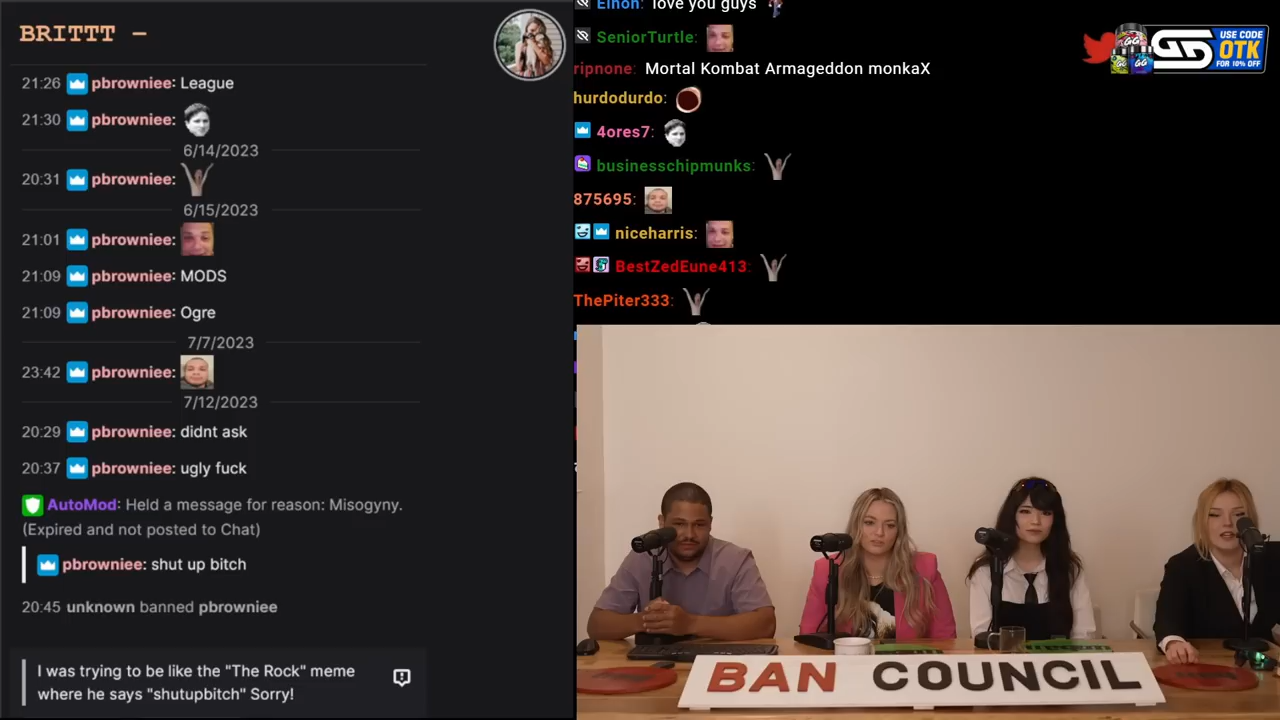 BRITTT -
21:26 pbrowniee: League
21:30 pbrowniee:
6/14/2023
20:31 pbrowniee:
6/15/2023
21:01 pbrowniee:
21:09 pbrowniee: MODS
21:09 pbrowniee: Ogre
7/7/2023
23:42 pbrowniee:
7/12/2023
20:29 pbrowniee: didnt ask
20:37 pbrowniee: ugly fuck
AutoMod: Held a message for reason: Misogyny.
(Expired and not posted to Chat)
pbrowniee: shut up bitch
20:45 unknown banned pbrowniee
I was trying to be like the "The Rock" meme
where he says "shutupbitch" Sorry!
Elhon: love you guys
SeniorTurtle:
ripnone: Mortal Kombat Armageddon monkaX
hurdodurdo:
4ores7:
businesschipmunks:
875695:
niceharris:
BestZedEune413:
ThePiter333:
GG
USE CODE
OTK
FOR 10% OFF
BAN COUNCIL